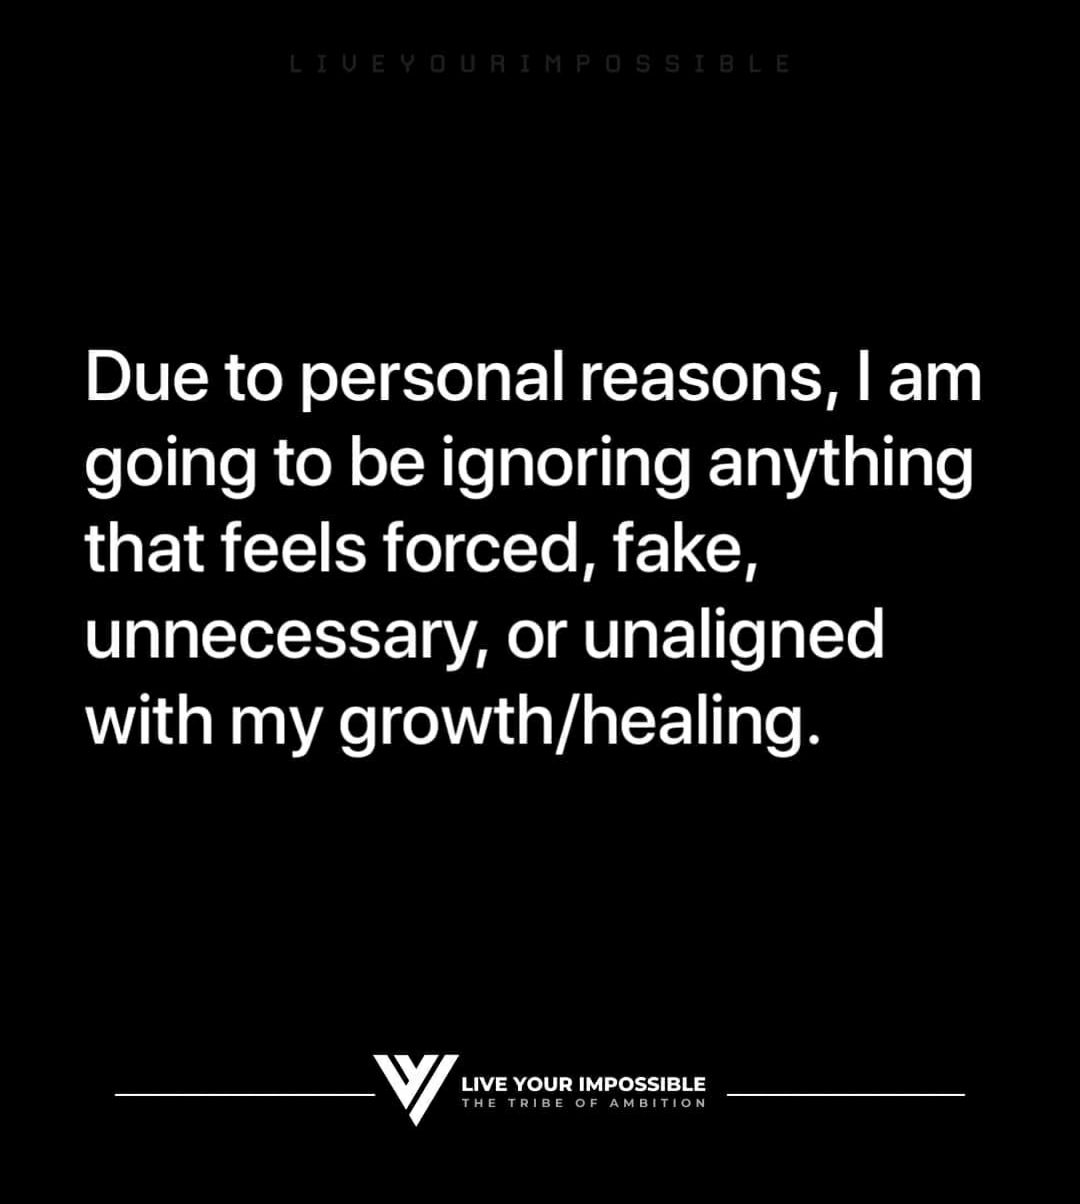 LIVEYOURIMPOSSIBLE
Due to personal reasons, I am
going to be ignoring anything
that feels forced, fake,
unnecessary, or unaligned
with my growth/healing.
LIVE YOUR IMPOSSIBLE
THE TRIBE OF AMBITION